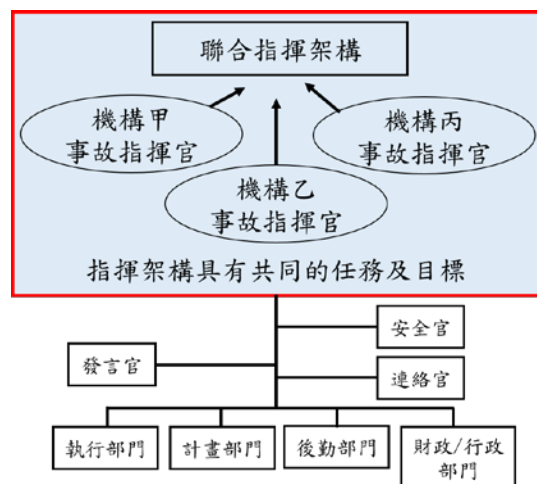 聯合指揮架構
機構甲
事故指揮官
機構丙
事故指揮官
機構乙
事故指揮官
指揮架構具有共同的任務及目標
安全官
發言官
連絡官
執行部門
計畫部門
後勤部門
財政/行政
部門